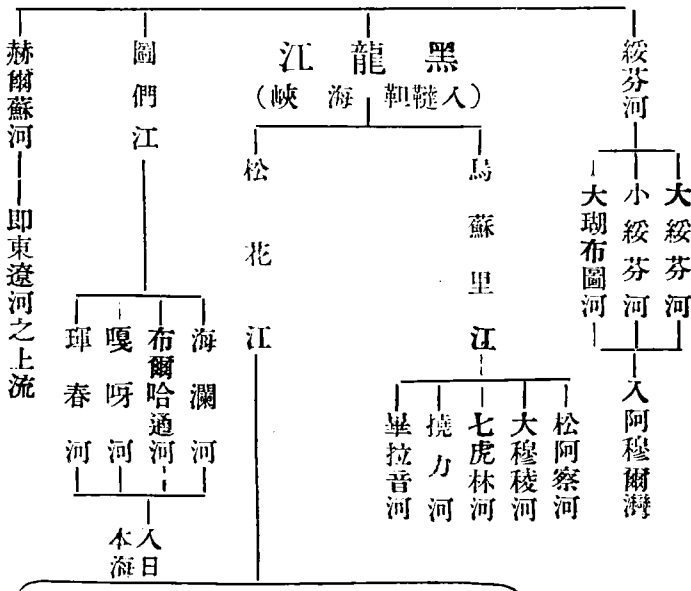 綏芬河
大綏芬河
小綏芬河
大瑚布圖河
入阿穆爾灣
黑龍江
(入韃靼海峽)
烏蘇里江
松阿察河
大穆稜河
七虎林河
撓力河
畢拉音河
松花江
圖們江
海瀾河
布爾哈通河
嘎呀河
琿春河
入日
本海
赫爾蘇河
即東遼河之上流